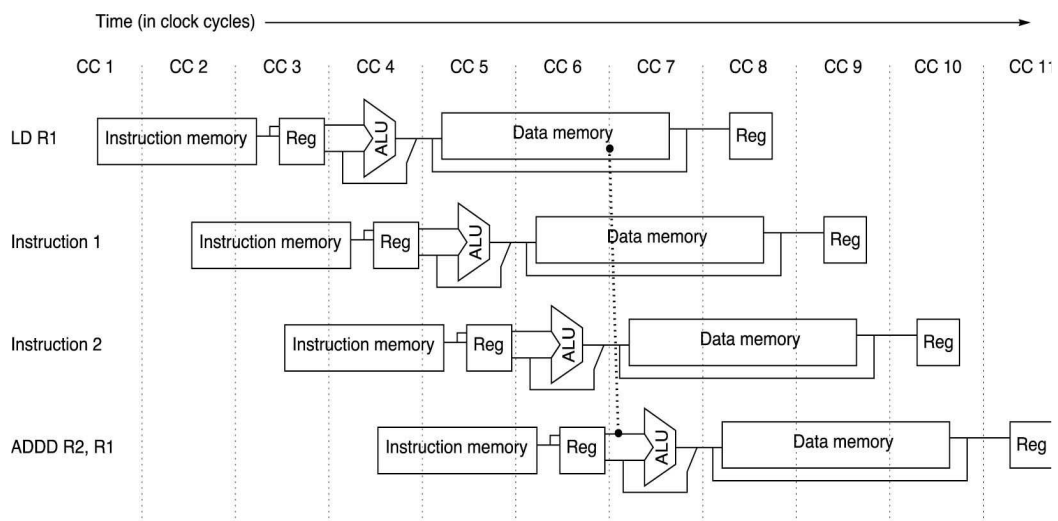 Time (in clock cycles)
CC 1 CC 2 CC 3 CC 4 CC 5 CC 6 CC 7 CC 8 CC 9 CC 10 CC 11
LD R1 Instruction memory Reg ALU Data memory Reg
Instruction 1 Instruction memory Reg ALU Data memory Reg
Instruction 2 Instruction memory Reg ALU Data memory Reg
ADDD R2, R1 Instruction memory Reg ALU Data memory Reg